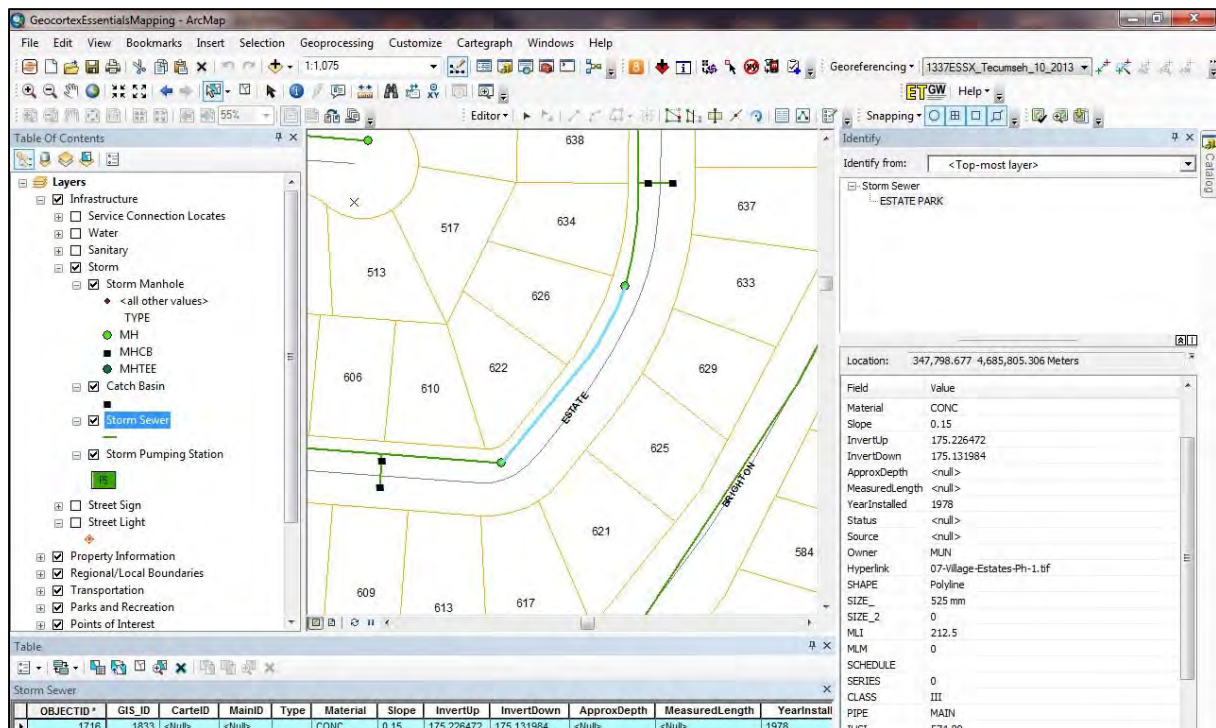 GeocortexEssentialsMapping - ArcMap
File Edit View Bookmarks Insert Selection Geoprocessing Customize Cartegraph Windows Help
1:1,075
Georeferencing
1337ESSX_Tecumseh_10_2013
ET GW Help
55%
Editor
Snapping
Table Of Contents
Layers
Infrastructure
Service Connection Locates
Water
Sanitary
Storm
Storm Manhole
<all other values>
TYPE
MH
MHCB
MHTEE
Catch Basin
Storm Sewer
Storm Pumping Station
PS
Street Sign
Street Light
Property Information
Regional/Local Boundaries
Transportation
Parks and Recreation
Points of Interest
638
637
634
517
513
633
626
622
629
606
610
ESTATE
625
BRIGHTON
621
584
609
613
617
Identify
Identify from: <Top-most layer>
Storm Sewer
ESTATE PARK
Catalog
Location: 347,798.677 4,685,805.306 Meters
Field Value
Material CONC
Slope 0.15
InvertUp 175.226472
InvertDown 175.131984
ApproxDepth <null>
MeasuredLength <null>
YearInstalled 1978
Status <null>
Source <null>
Owner MUN
Hyperlink 07-Village-Estates-Ph-1.tif
SHAPE Polyline
SIZE_ 525 mm
SIZE_2 0
MLI 212.5
MLM 0
SCHEDULE
SERIES 0
CLASS III
PIPE MAIN
Table
Storm Sewer
OBJECTID * GIS_ID CarteID MainID Type Material Slope InvertUp InvertDown ApproxDepth MeasuredLength YearInstall
1716 1833 <Null> <Null> CONC 0.15 175.226472 175.131984 <Null> <Null> 1978